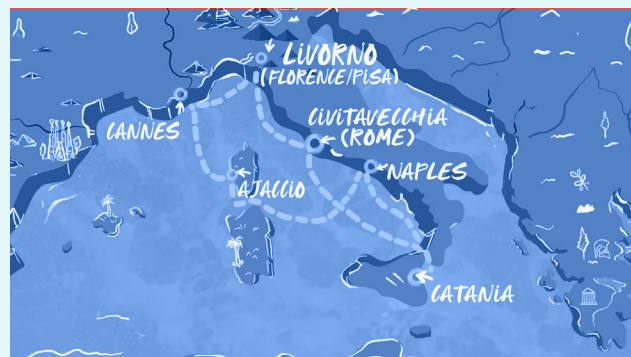 LIVORNO
(FLORENCE/PISA)
CANNES
CIVITAVECCHIA
(ROME)
NAPLES
AJACCIO
CATANIA